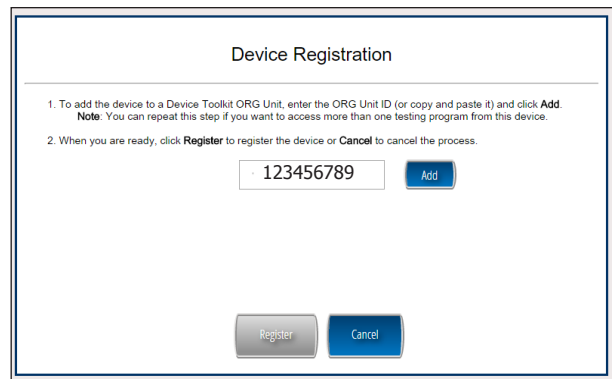 Device Registration
1. To add the device to a Device Toolkit ORG Unit, enter the ORG Unit ID (or copy and paste it) and click Add.
Note: You can repeat this step if you want to access more than one testing program from this device.
2. When you are ready, click Register to register the device or Cancel to cancel the process.
123456789 Add
Register Cancel